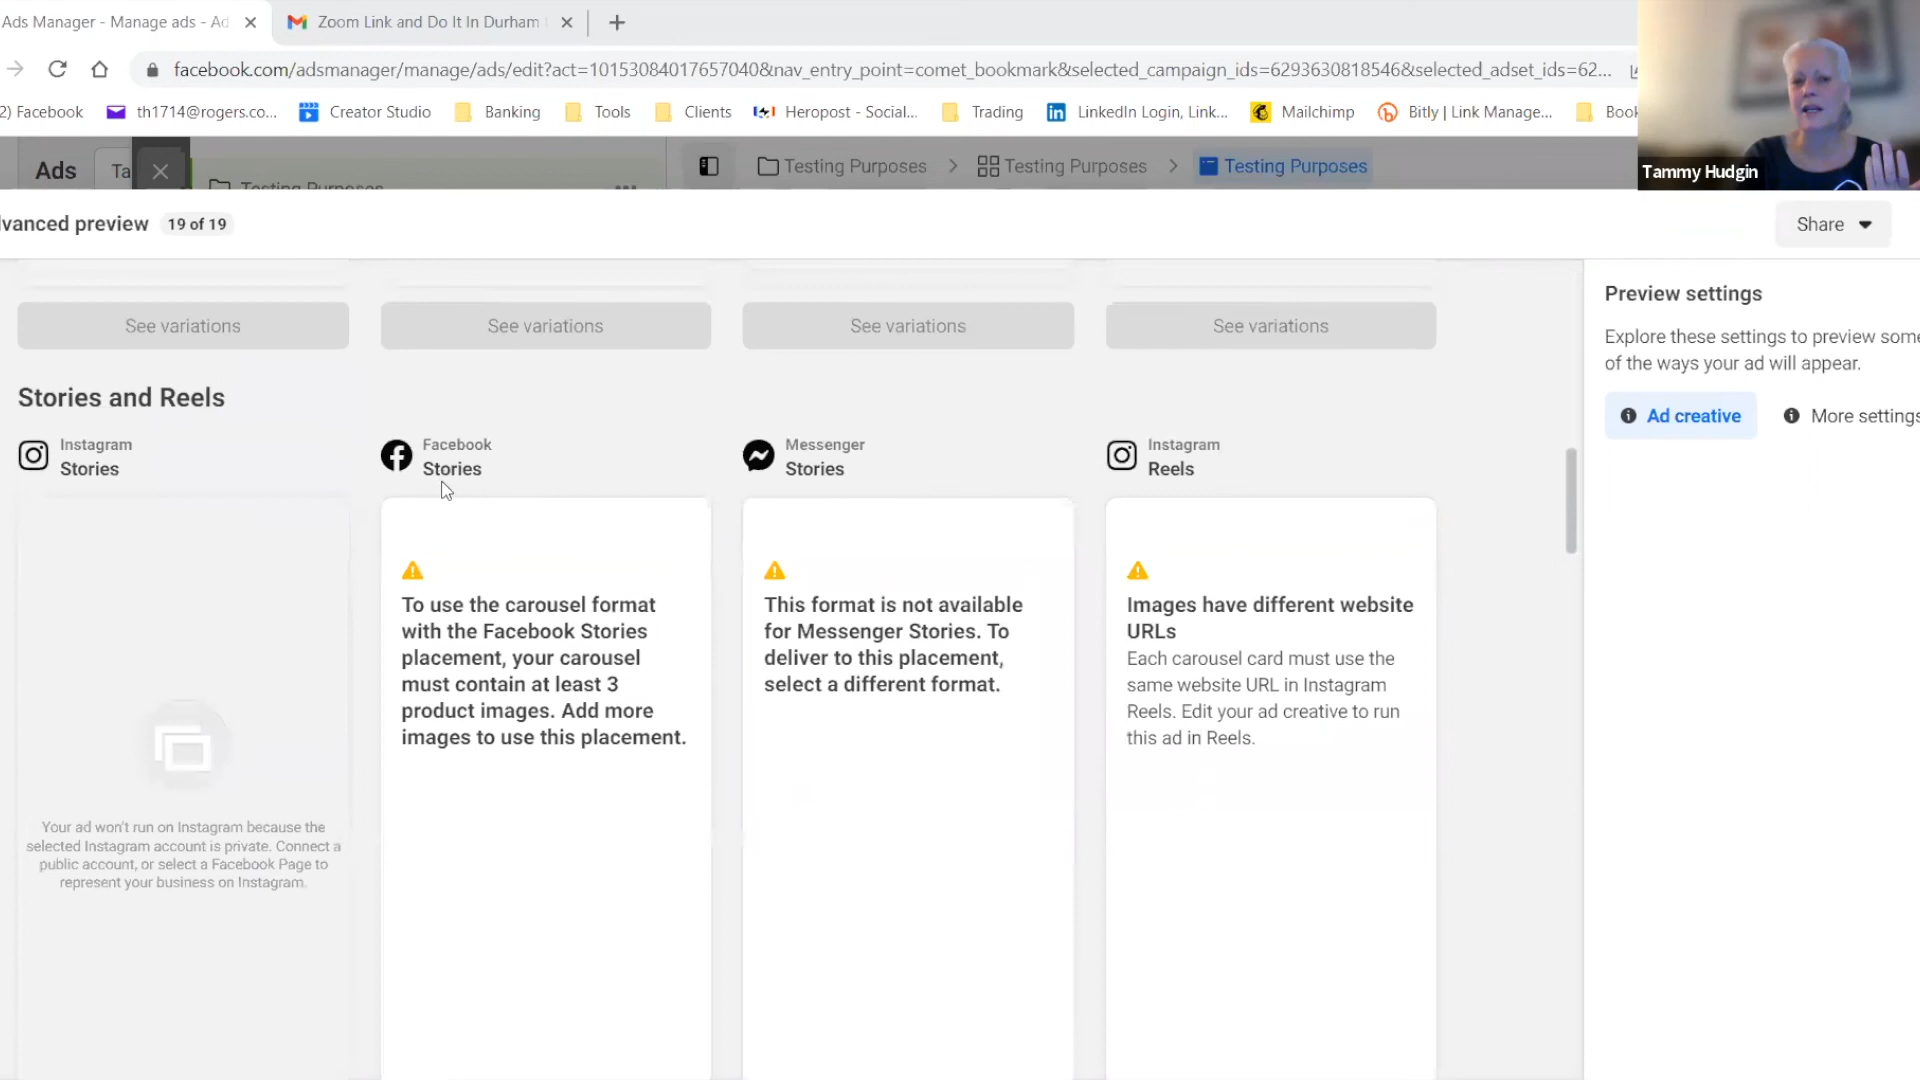 Ads Manager - Manage ads - Ad
Zoom Link and Do It In Durham
facebook.com/adsmanager/manage/ads/edit?act=10153084017657040&nav_entry_point=comet_bookmark&selected_campaign_ids=6293630818546&selected_adset_ids=62...
2) Facebook
th1714@rogers.co...
Creator Studio
Banking
Tools
Clients
Heropost - Social...
Trading
LinkedIn Login, Link...
Mailchimp
Bitly | Link Manage...
Book
Tammy Hudgin
Ads
Ta
Testing Purposes
Testing Purposes
Testing Purposes
Testing Purposes
lvanced preview
19 of 19
Share
See variations
See variations
See variations
See variations
Stories and Reels
Instagram
Stories
Facebook
Stories
Messenger
Stories
Instagram
Reels
Your ad won't run on Instagram because the
selected Instagram account is private. Connect a
public account, or select a Facebook Page to
represent your business on Instagram.
To use the carousel format
with the Facebook Stories
placement, your carousel
must contain at least 3
product images. Add more
images to use this placement.
This format is not available
for Messenger Stories. To
deliver to this placement,
select a different format.
Images have different website
URLs
Each carousel card must use the
same website URL in Instagram
Reels. Edit your ad creative to run
this ad in Reels.
Preview settings
Explore these settings to preview some
of the ways your ad will appear.
Ad creative
More settings